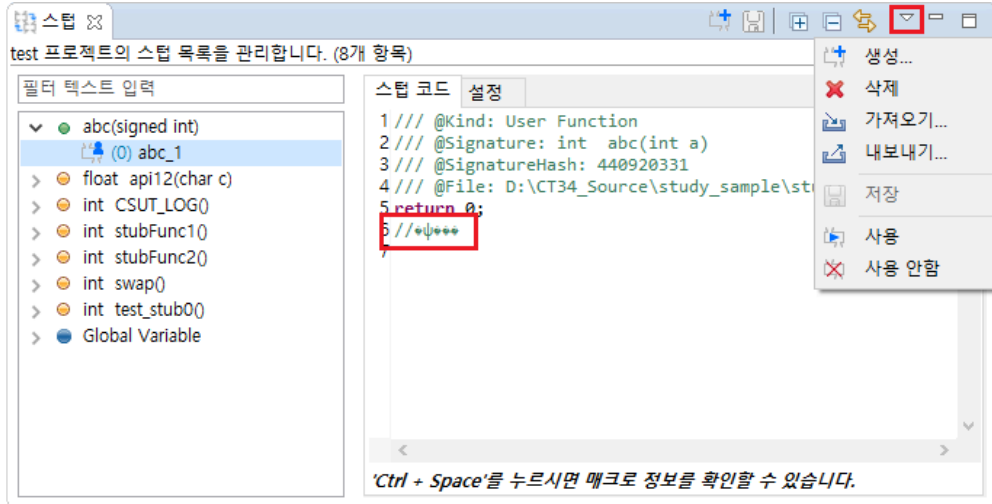 스텁
test 프로젝트의 스텁 목록을 관리합니다. (8개 항목)
필터 텍스트 입력
abc(signed int)
(0) abc_1
float api12(char c)
int CSUT_LOG()
int stubFunc1()
int stubFunc2()
int swap()
int test_stub0()
Global Variable
스텁 코드
설정
1 /// @Kind: User Function
2 /// @Signature: int abc(int a)
3 /// @SignatureHash: 440920331
4 /// @File: D:\CT34_Source\study_sample\stu
5 return 0;
6 //�ψ���
7
'Ctrl + Space'를 누르시면 매크로 정보를 확인할 수 있습니다.
생성...
삭제
가져오기...
내보내기...
저장
사용
사용 안함